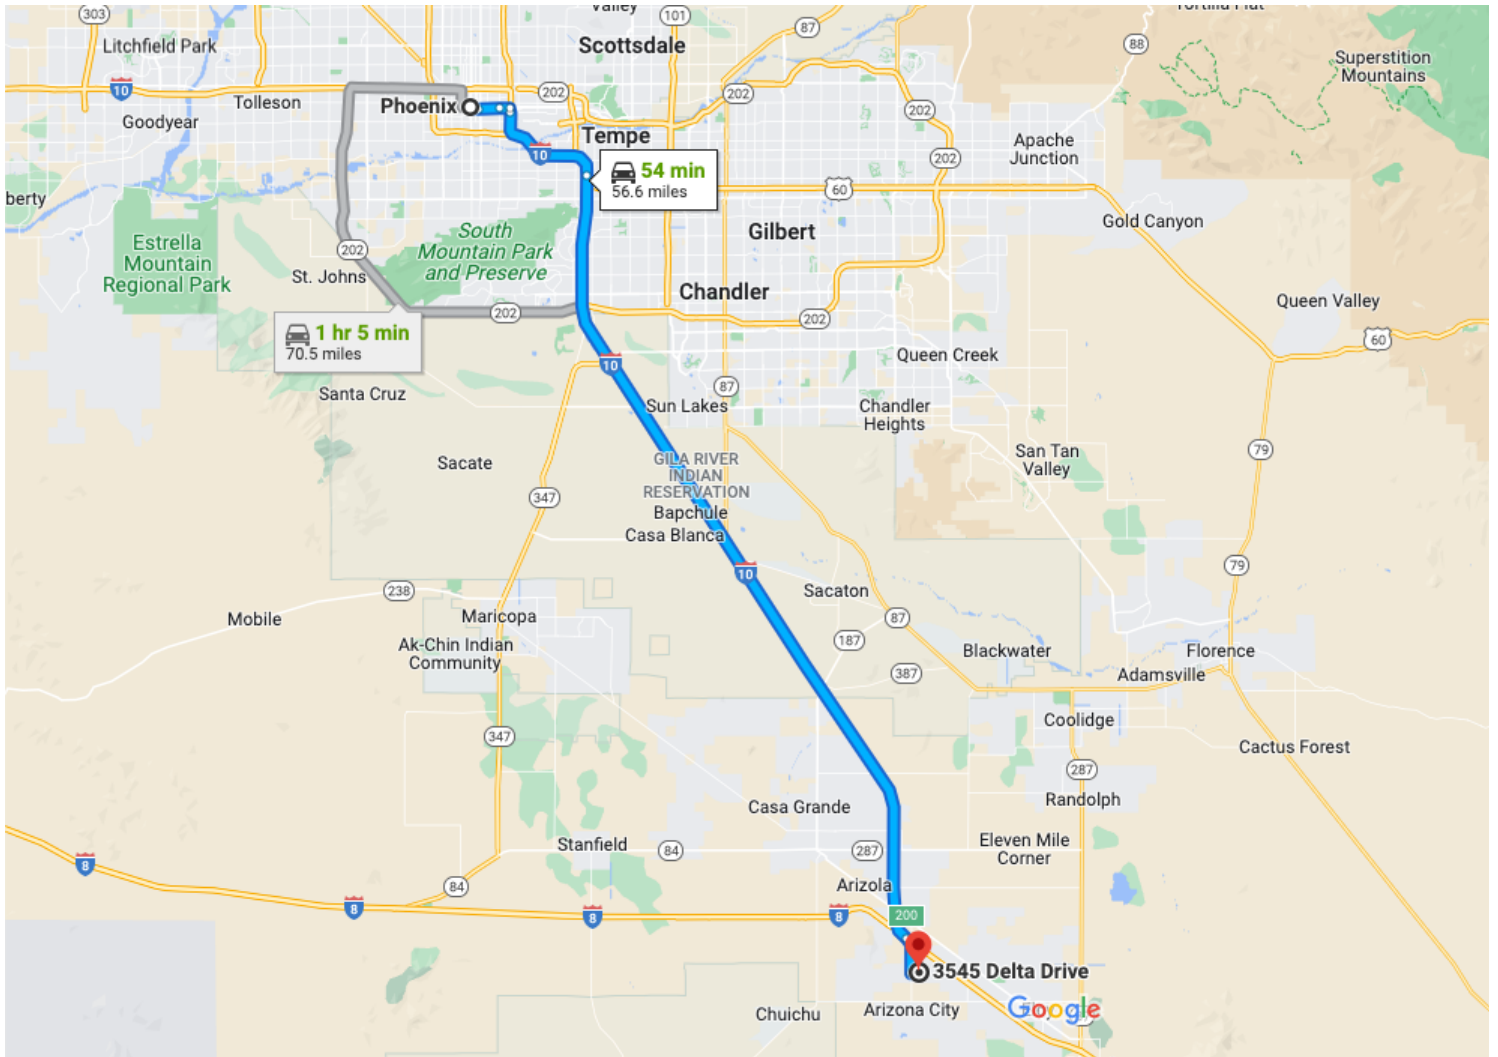 Valley
Tortilla Flat
303
101
87
Litchfield Park
Scottsdale
88
Superstition
Mountains
10
202
202
Tolleson
Phoenix
Goodyear
202
Tempe
Apache
Junction
10
202
54 min
56.6 miles
60
berty
Gold Canyon
South
Mountain Park
and Preserve
Gilbert
Estrella
Mountain
Regional Park
202
St. Johns
Chandler
Queen Valley
202
202
1 hr 5 min
70.5 miles
60
Queen Creek
10
87
Santa Cruz
Sun Lakes
Chandler
Heights
79
San Tan
Valley
Sacate
GILA RIVER
INDIAN
RESERVATION
347
Bapchule
Casa Blanca
10
79
238
Sacaton
Mobile
Maricopa
87
187
Ak-Chin Indian
Community
Blackwater
Florence
387
Adamsville
Coolidge
347
Cactus Forest
287
Casa Grande
Randolph
Stanfield
84
287
Eleven Mile
Corner
8
84
Arizola
8
8
8
200
3545 Delta Drive
Chuichu
Arizona City
Google